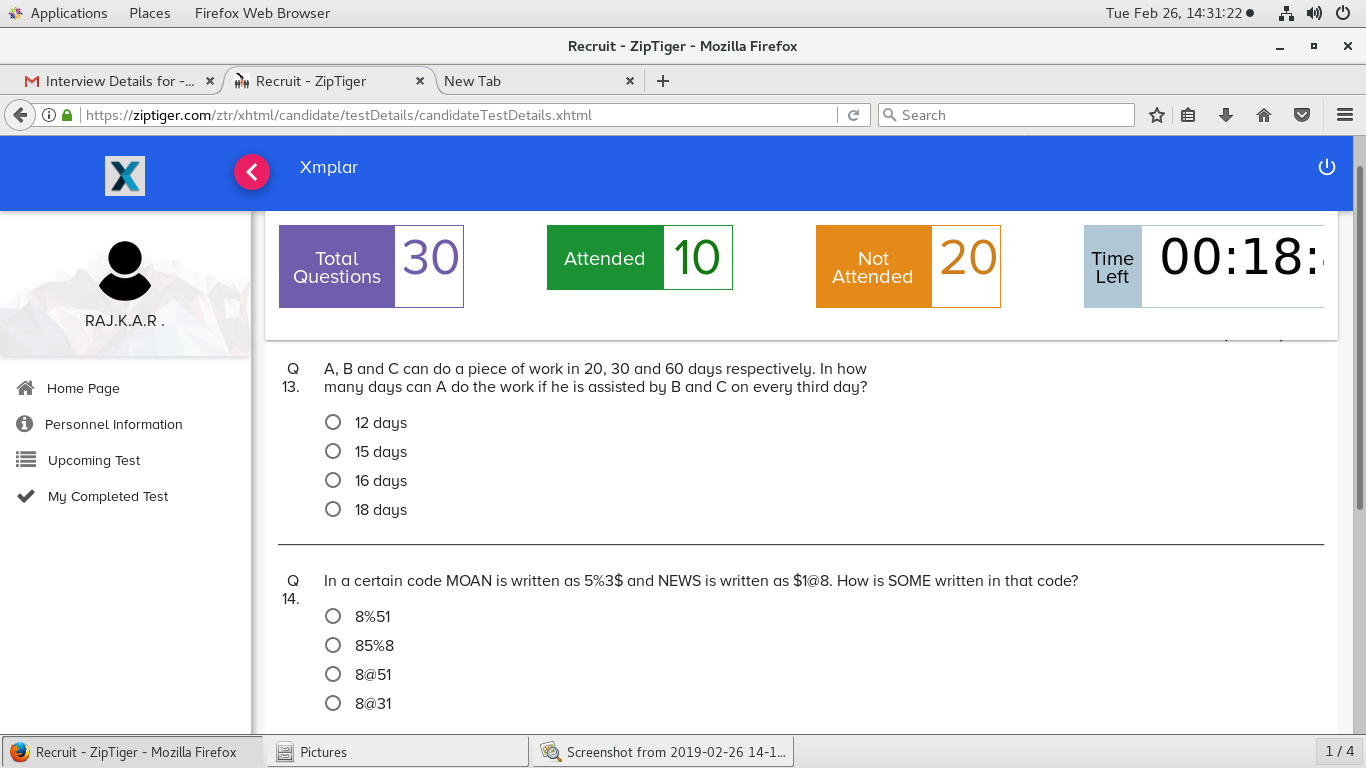 Applications Places Firefox Web Browser Tue Feb 26, 14:31:22
Recruit - ZipTiger - Mozilla Firefox
Interview Details for -... Recruit - ZipTiger New Tab
https://ziptiger.com/ztr/xhtml/candidate/testDetails/candidateTestDetails.xhtml Search
X Xmplar
Total Questions 30 Attended 10 Not Attended 20 Time Left 00:18:
RAJ.K.A.R .
Home Page
Personnel Information
Upcoming Test
My Completed Test
Q 13. A, B and C can do a piece of work in 20, 30 and 60 days respectively. In how
many days can A do the work if he is assisted by B and C on every third day?
12 days
15 days
16 days
18 days
Q 14. In a certain code MOAN is written as 5%3$ and NEWS is written as $1@8. How is SOME written in that code?
8%51
85%8
8@51
8@31
Recruit - ZipTiger - Mozilla Firefox Pictures Screenshot from 2019-02-26 14-1... 1 / 4